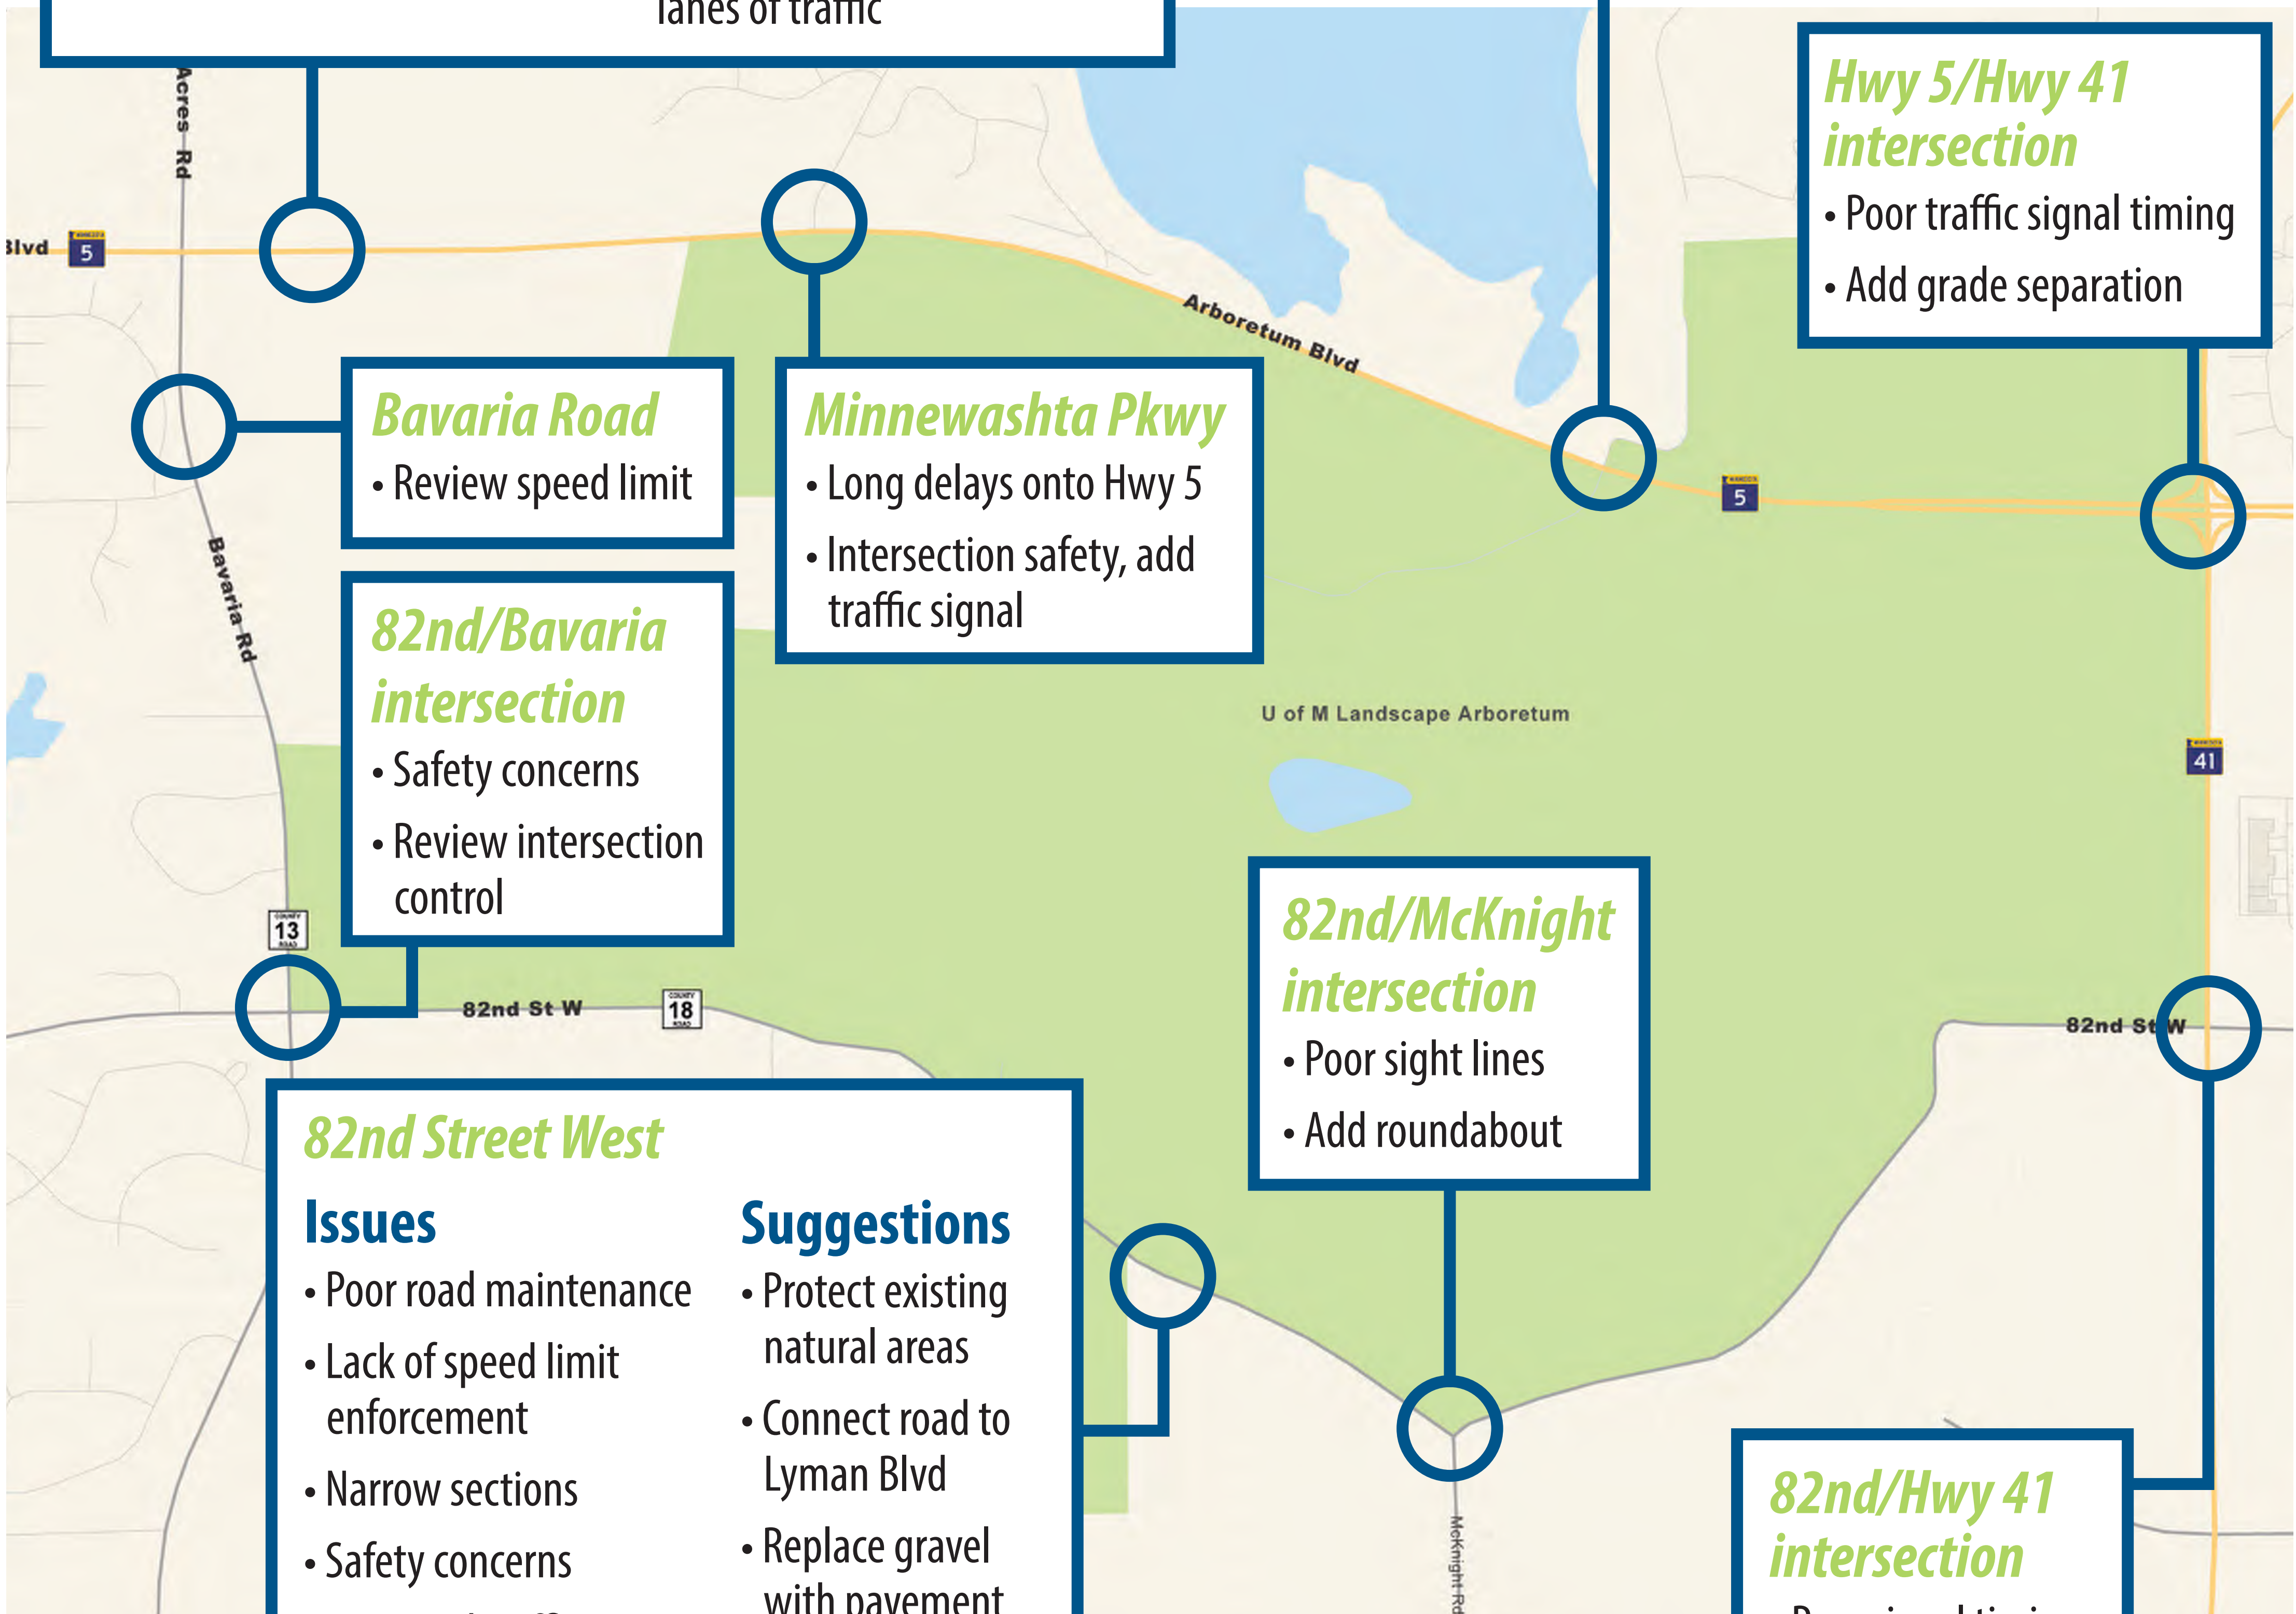 lanes of traffic
Acres Rd
Hwy 5/Hwy 41
intersection
• Poor traffic signal timing
• Add grade separation
Blvd
5
Arboretum Blvd
Bavaria Road
• Review speed limit
Minnewashta Pkwy
• Long delays onto Hwy 5
• Intersection safety, add
traffic signal
5
Bavaria Rd
82nd/Bavaria
intersection
• Safety concerns
• Review intersection
control
U of M Landscape Arboretum
MINNESOTA
41
82nd/McKnight
intersection
• Poor sight lines
• Add roundabout
COUNTY
13
ROAD
82nd St W
COUNTY
18
ROAD
82nd St W
82nd Street West
Issues
• Poor road maintenance
• Lack of speed limit
enforcement
• Narrow sections
• Safety concerns
Suggestions
• Protect existing
natural areas
• Connect road to
Lyman Blvd
• Replace gravel
with pavement
McKnight Rd
82nd/Hwy 41
intersection